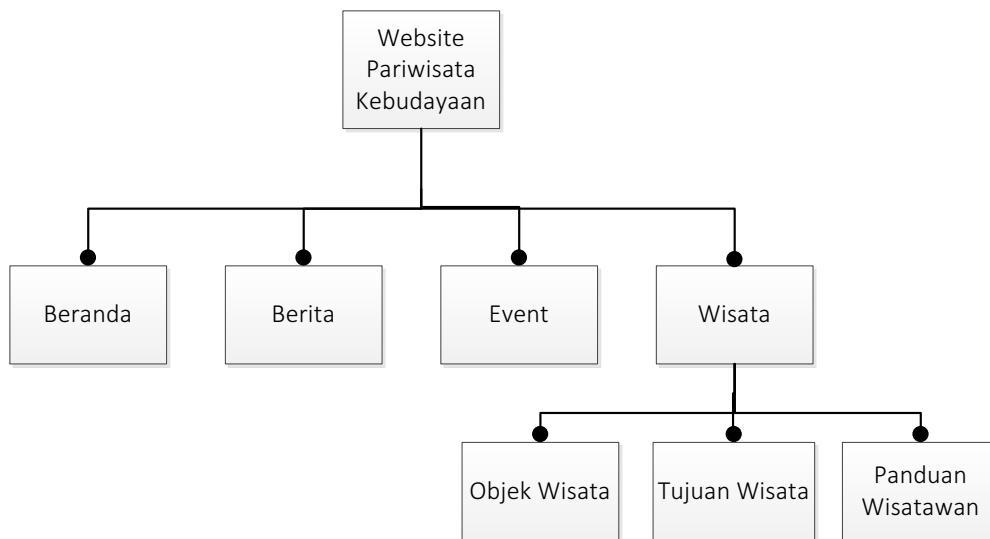 Website
Pariwisata
Kebudayaan
Beranda
Berita
Event
Wisata
Objek Wisata
Tujuan Wisata
Panduan
Wisatawan